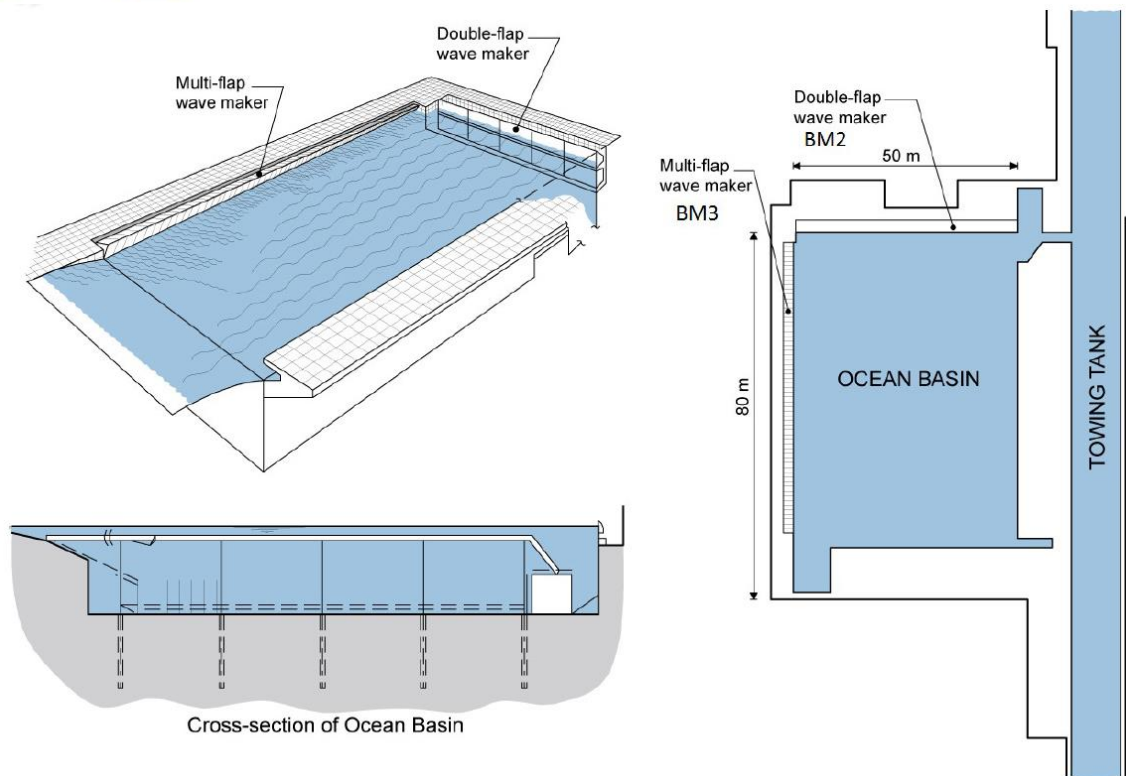 Double-flap
wave maker
Multi-flap
wave maker
Cross-section of Ocean Basin
Double-flap
wave maker
BM2
50 m
Multi-flap
wave maker
BM3
80 m
OCEAN BASIN
TOWING TANK